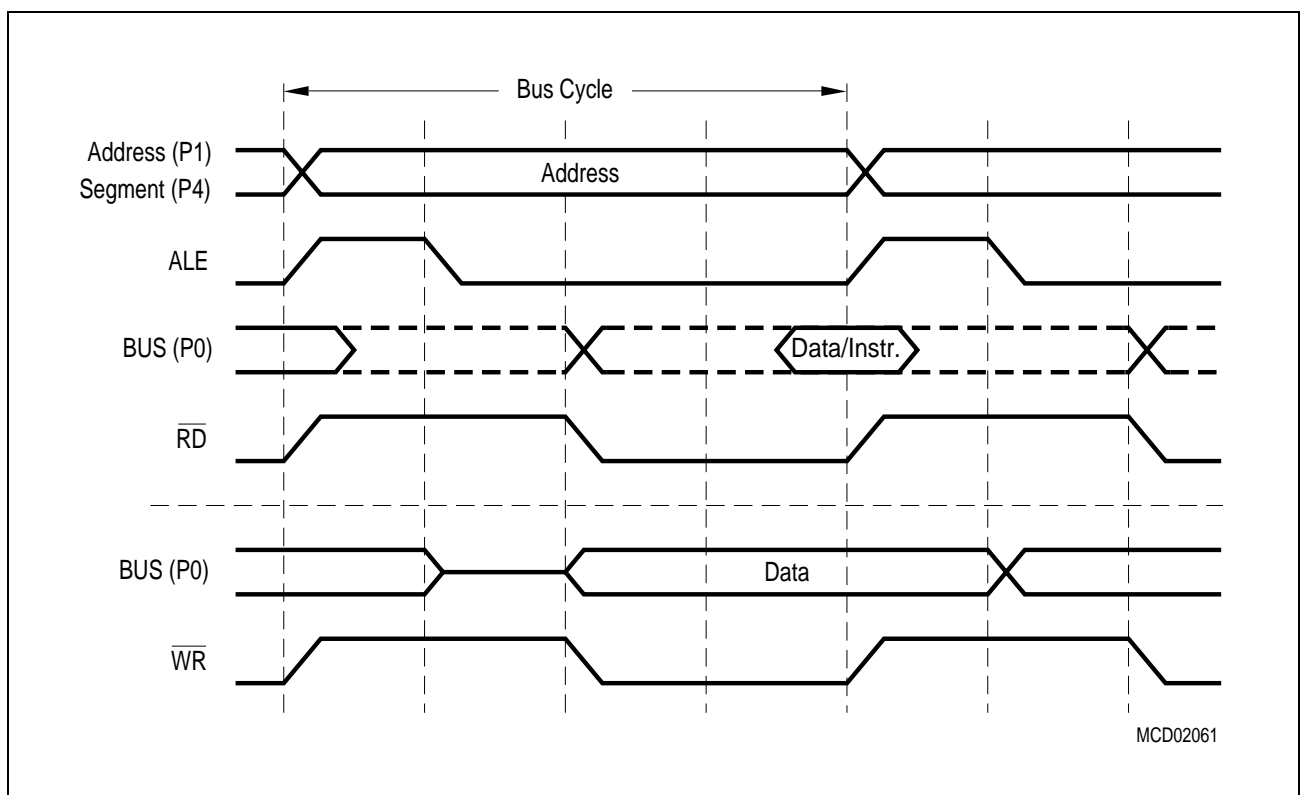 Bus Cycle
Address (P1)
Segment (P4)
Address
ALE
BUS (P0)
Data/Instr.
RD
BUS (P0)
Data
WR
MCD02061